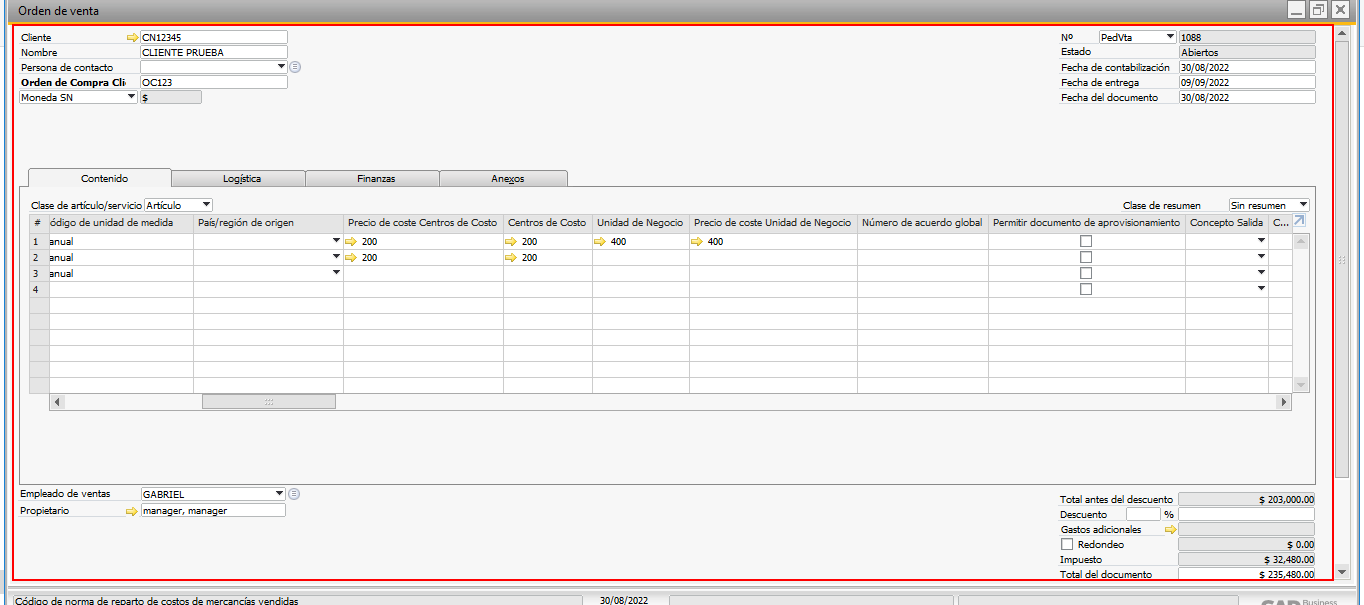 Orden de venta
Cliente CN12345
Nombre CLIENTE PRUEBA
Persona de contacto
Orden de Compra Cli OC123
Moneda SN $
Nº PedVta 1088
Estado Abiertos
Fecha de contabilización 30/08/2022
Fecha de entrega 09/09/2022
Fecha del documento 30/08/2022
Contenido Logística Finanzas Anexos
Clase de artículo/servicio Artículo Clase de resumen Sin resumen
# ódigo de unidad de medida País/región de origen Precio de coste Centros de Costo Centros de Costo Unidad de Negocio Precio de coste Unidad de Negocio Número de acuerdo global Permitir documento de aprovisionamiento Concepto Salida C...
1 anual 200 200 400 400
2 anual 200 200
3 anual
4
Empleado de ventas GABRIEL
Propietario manager, manager
Total antes del descuento $ 203,000.00
Descuento %
Gastos adicionales
Redondeo $ 0.00
Impuesto $ 32,480.00
Total del documento $ 235,480.00
Código de norma de reparto de costos de mercancías vendidas 30/08/2022
SAP Business